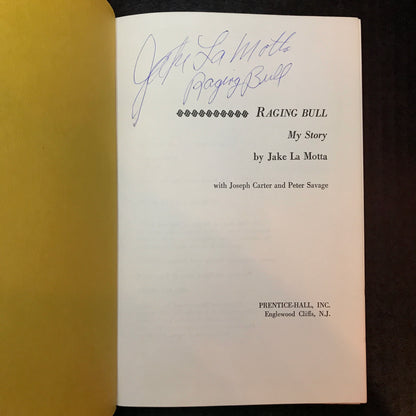 Jake La Motta
Raging Bull
RAGING BULL
My Story
by Jake La Motta
with Joseph Carter and Peter Savage
PRENTICE-HALL, INC.
Englewood Cliffs, N.J.